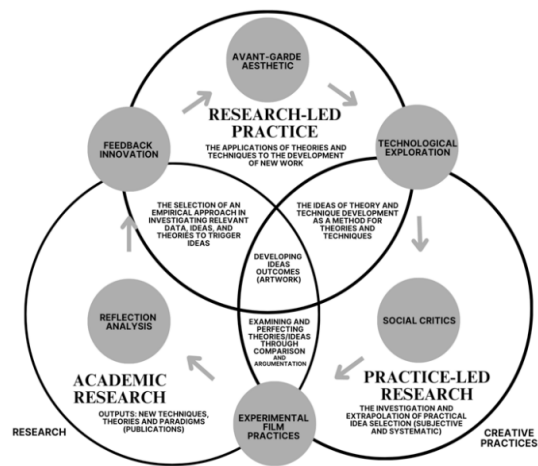 AVANT-GARDE
AESTHETIC
RESEARCH-LED
PRACTICE
THE APPLICATIONS OF THEORIES AND
TECHNIQUES TO THE DEVELOPMENT
OF NEW WORK
FEEDBACK
INNOVATION
TECHNOLOGICAL
EXPLORATION
THE SELECTION OF AN
EMPIRICAL APPROACH IN
INVESTIGATING RELEVANT
DATA, IDEAS, AND
THEORIES TO TRIGGER
IDEAS
THE IDEAS OF THEORY AND
TECHNIQUE DEVELOPMENT
AS A METHOD FOR
THEORIES AND
TECHNIQUES
DEVELOPING
IDEAS
OUTCOMES
(ARTWORK)
REFLECTION
ANALYSIS
EXAMINING AND
PERFECTING
THEORIES/IDEAS
THROUGH
COMPARISON
AND
ARGUMENTATION
SOCIAL CRITICS
ACADEMIC
RESEARCH
OUTPUTS: NEW TECHNIQUES,
THEORIES AND PARADIGMS
(PUBLICATIONS)
PRACTICE-LED
RESEARCH
THE INVESTIGATION AND
EXTRAPOLATION OF PRACTICAL
IDEA SELECTION (SUBJECTIVE
AND SYSTEMATIC)
EXPERIMENTAL
FILM
PRACTICES
RESEARCH
CREATIVE
PRACTICES